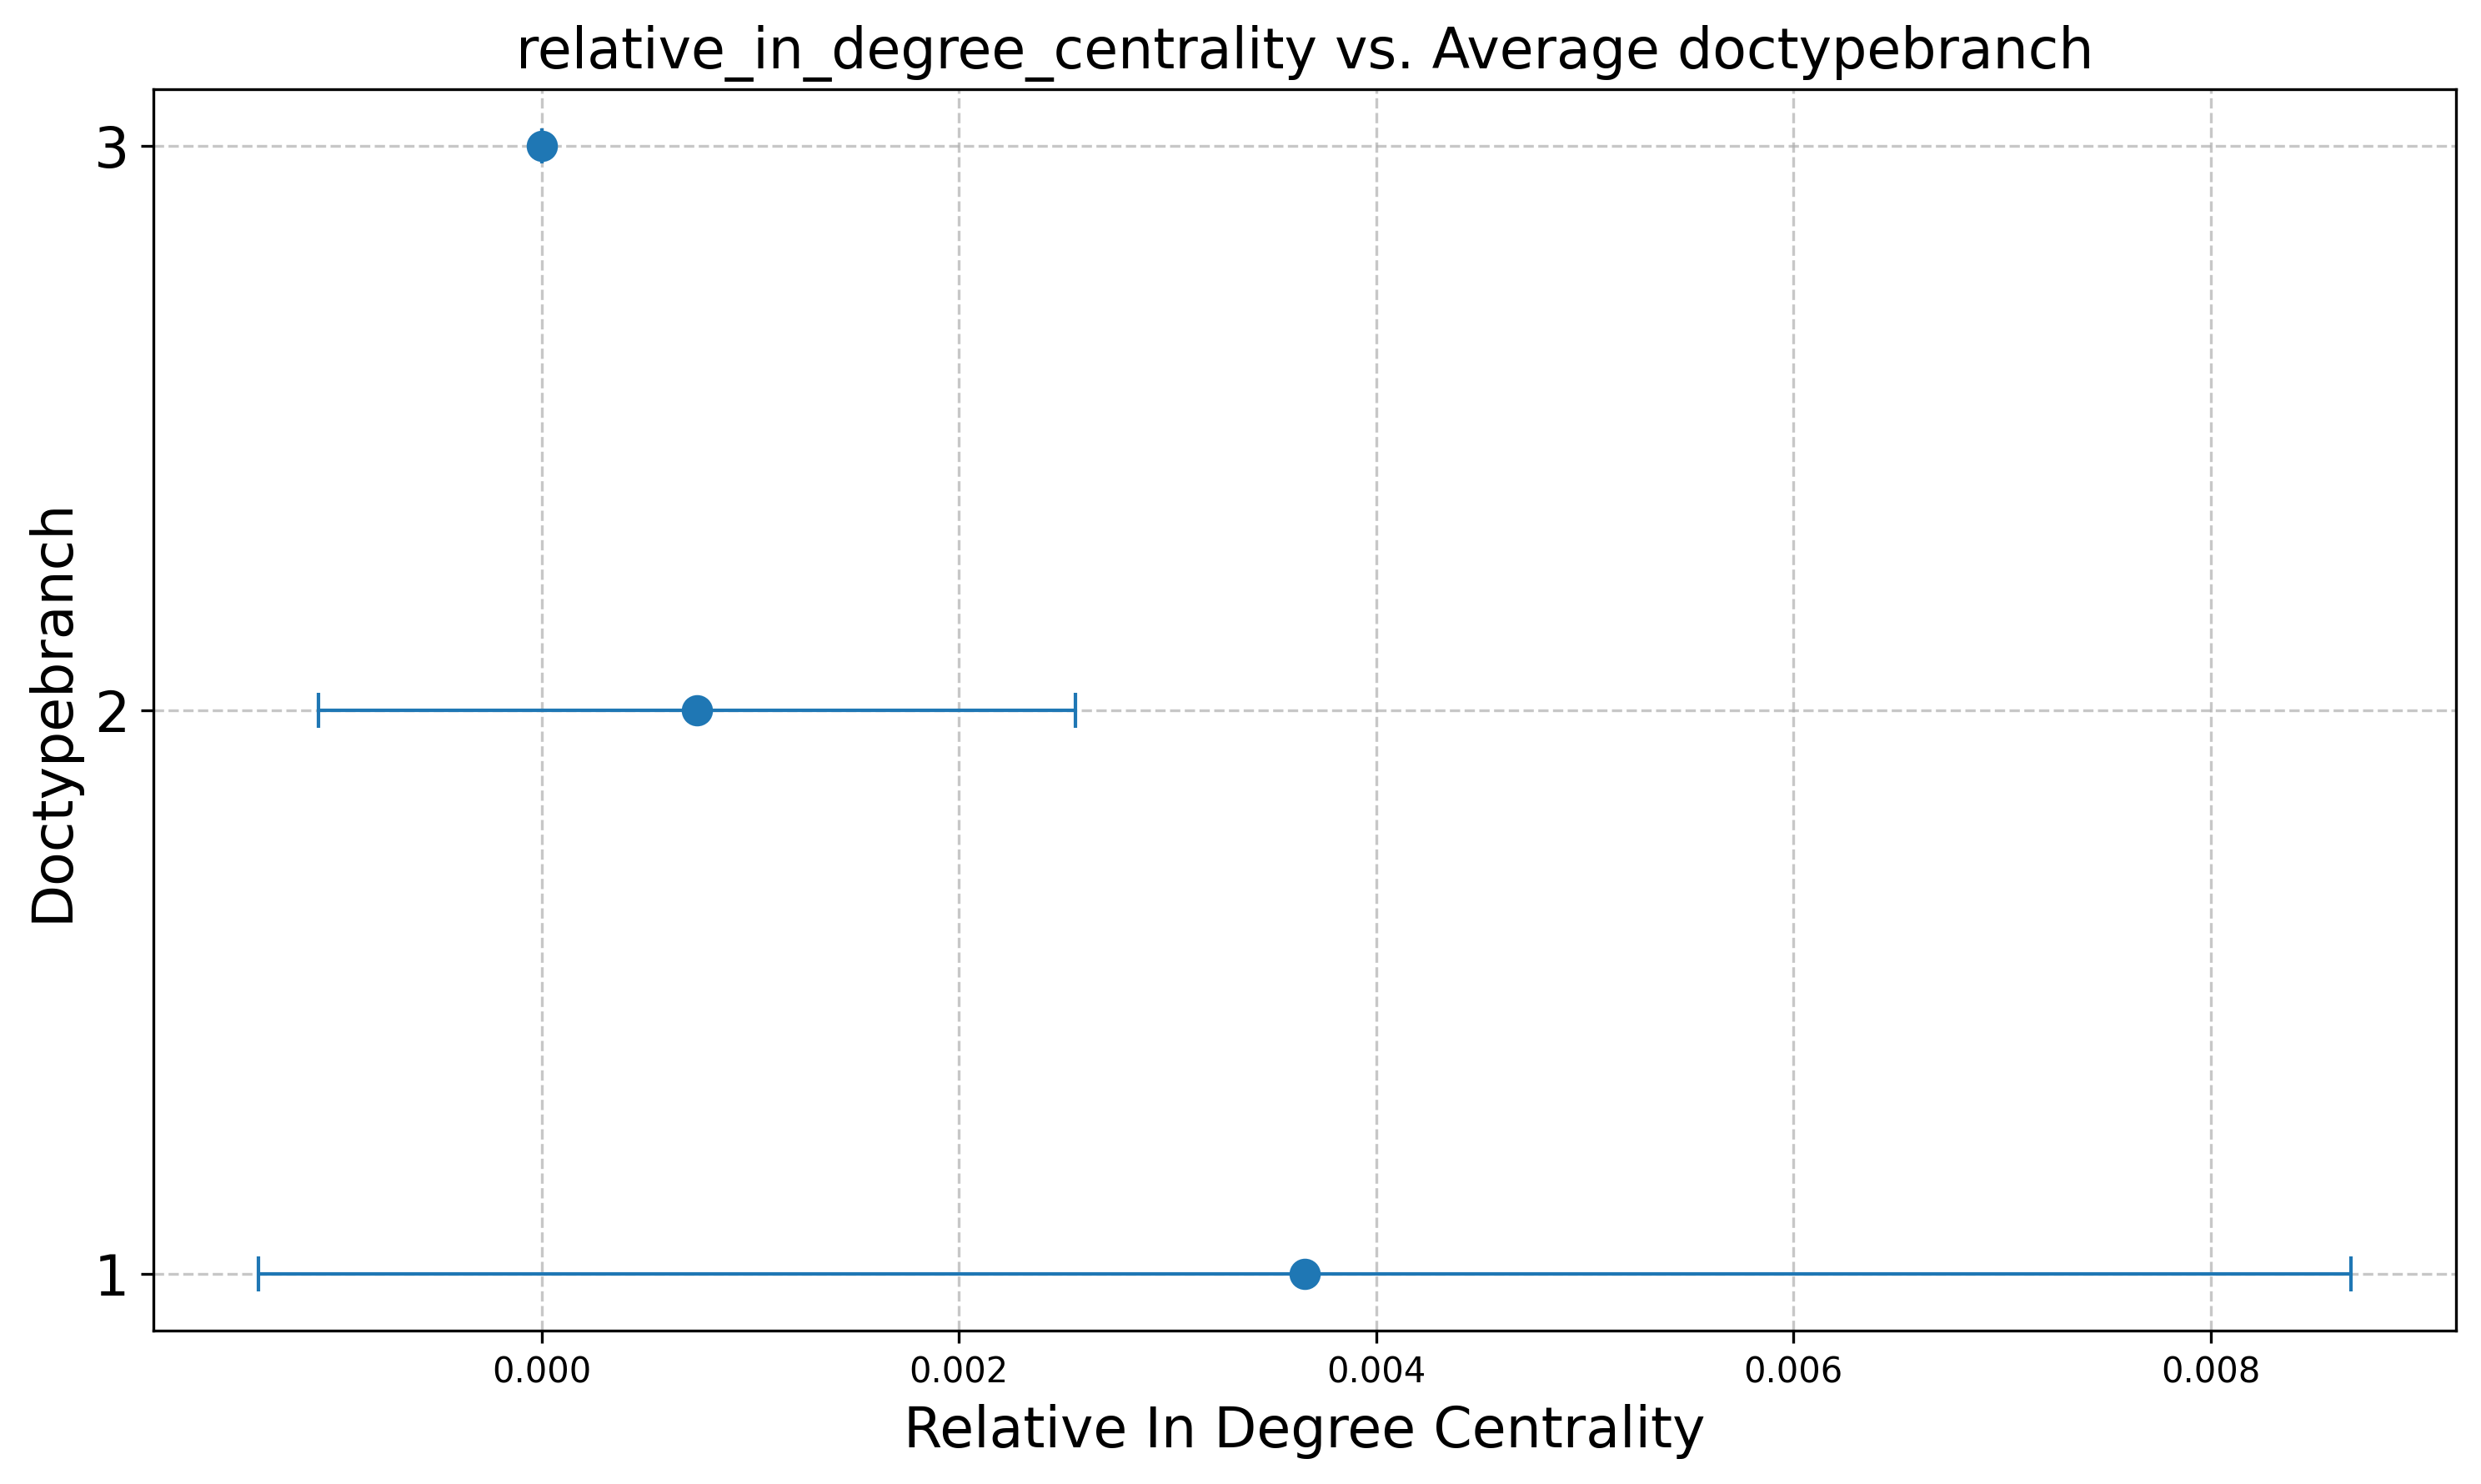 relative_in_degree_centrality vs. Average doctypebranch
3
2
1
Doctypebranch
0.000 0.002 0.004 0.006 0.008
Relative In Degree Centrality